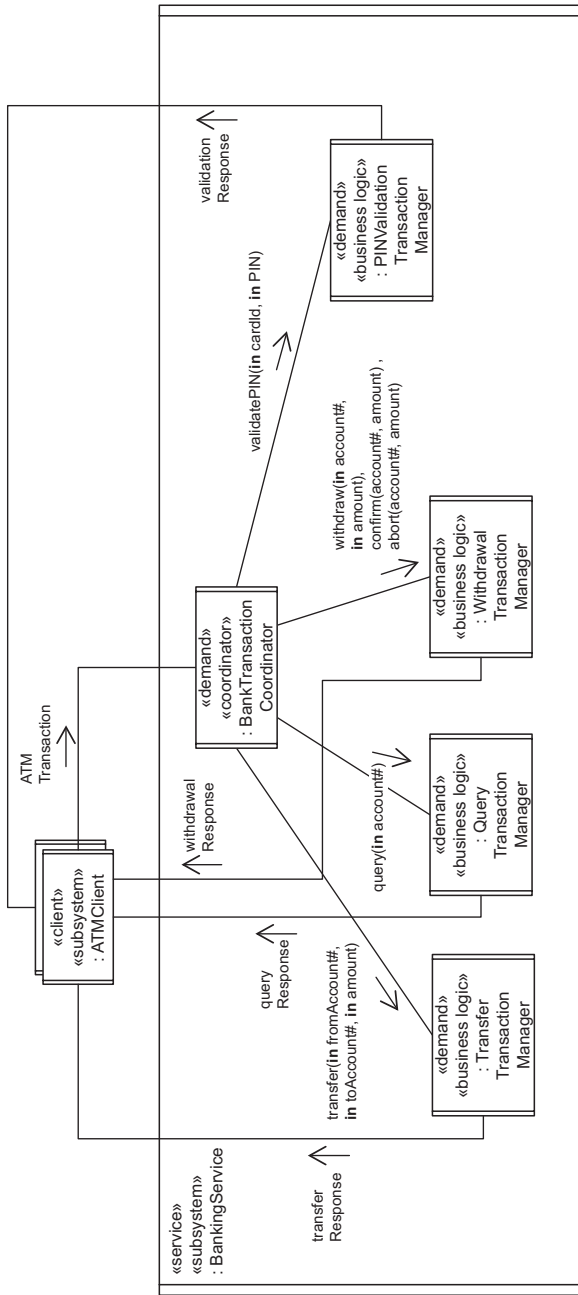 «client»
«subsystem»
: ATMClient
ATM
Transaction
validation
Response
withdrawal
Response
query
Response
transfer
Response
«service»
«subsystem»
: BankingService
«demand»
«coordinator»
: BankTransaction
Coordinator
transfer(in fromAccount#,
in toAccount#, in amount)
query(in account#)
withdraw(in account#,
in amount),
confirm(account#, amount) ,
abort(account#, amount)
validatePIN(in cardId, in PIN)
«demand»
«business logic»
: Transfer
Transaction
Manager
«demand»
«business logic»
: Query
Transaction
Manager
«demand»
«business logic»
: Withdrawal
Transaction
Manager
«demand»
«business logic»
: PINValidation
Transaction
Manager